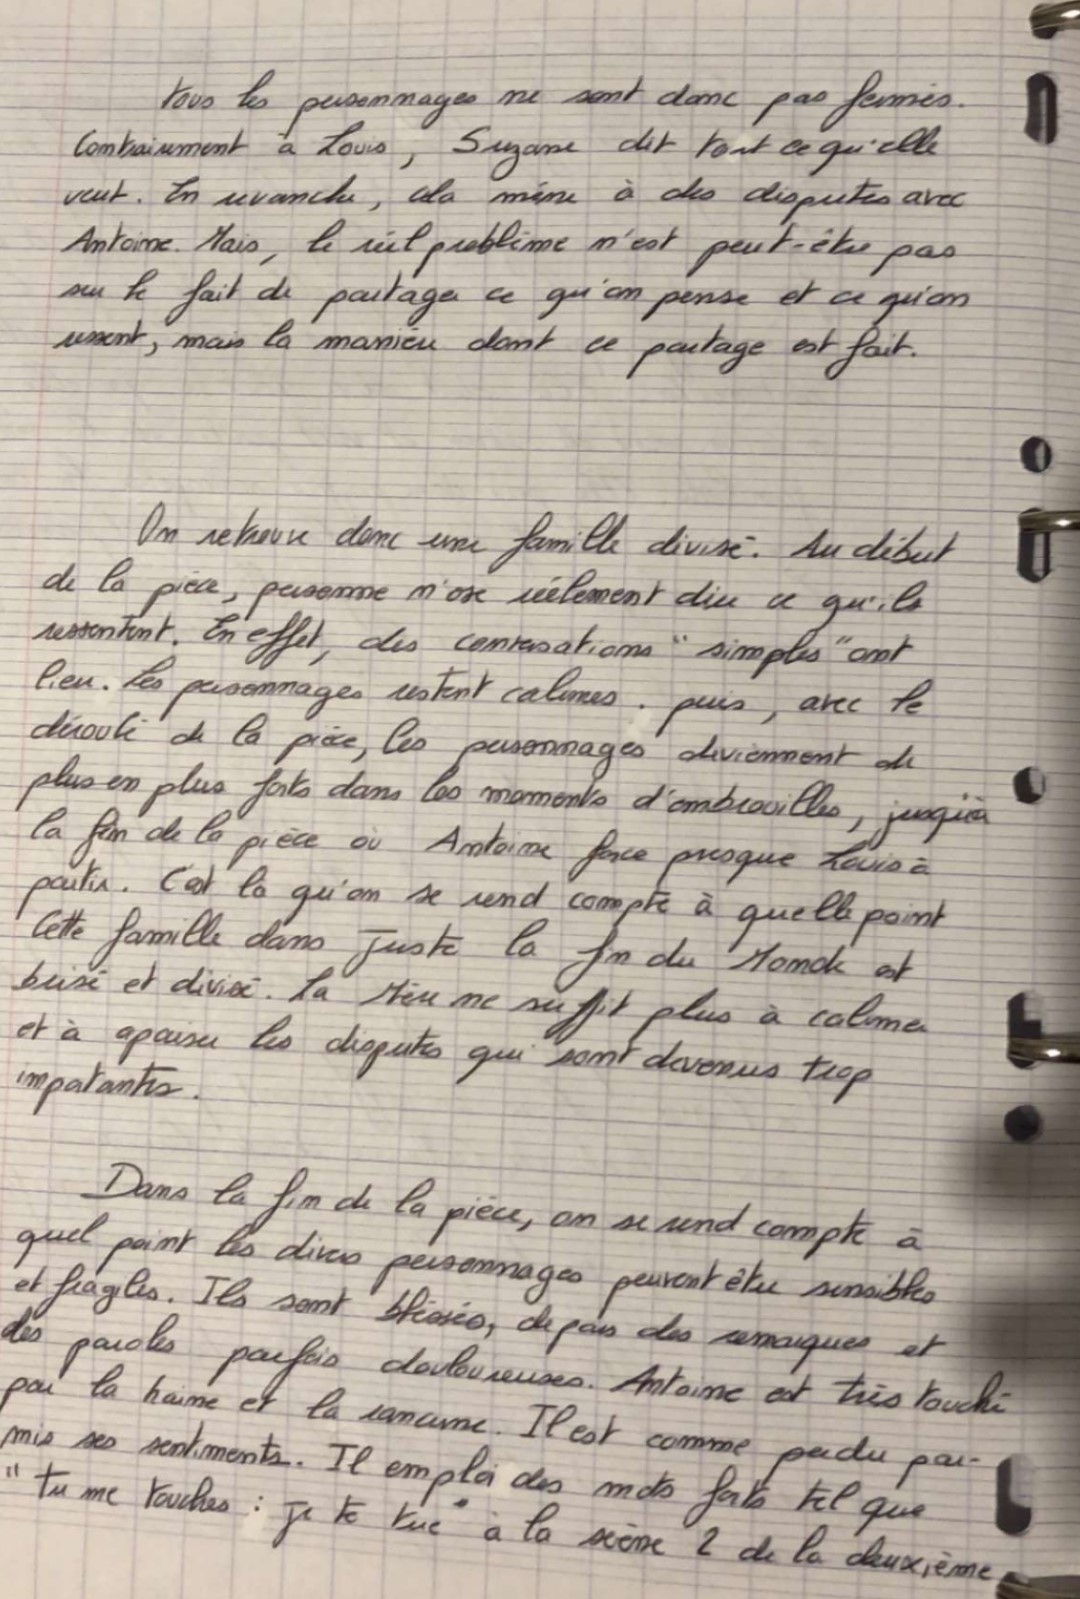 tous les personnages ne sont donc pas fermés.
Contrairement à Louis, Suzane dit tout ce qu'elle
veut. En revanche, cela mène à des disputes avec
Antoine. Mais, le réel problème n'est peut-être pas
sur le fait de partager ce qu'on pense et ce qu'on
ressent, mais la manière dont ce partage est fait.
On retrouve donc une famille divisé. Au début
de la pièce, personne n'ose réelement dire ce qu'ils
ressentent. En effet, des conversations "simples" ont
lieu. Les personnages restent calmes. puis, avec le
déroulé de la pièce, les personnages deviennent de
plus en plus forts dans les moments d'embrouilles, jusqu'à
la fin de la pièce où Antoine force presque Louis à
partir. C'est là qu'on se rend compte à quelle point
Cette famille dans Juste la fin du Monde est
brisé et divisé. La Mère ne suffit plus à calmer
et à apaiser les disputes qui sont devenus trop
impotantes.
Dans la fin de la pièce, on se rend compte à
quel point les divers personnages peuvent être sensibles
et fragiles. Ils sont blessés, depuis des remarques et
des paroles parfois douloureuses. Antoine est très touché
par la haine et la rancune. Il est comme perdu par-
mis ses sentiments. Il emploi des mots forts tel que
"Tu me touches : je te tue" à la scène 2 de la deuxième